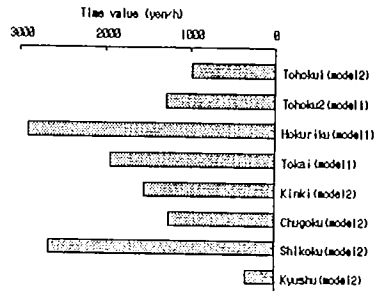 Time value (yen/h)
3000 2000 1000 0
Tohoku1(model2)
Tohoku2(model1)
Hokuriku(model1)
Tokai(model1)
Kinki(model2)
Chugoku(model2)
Shikoku(model2)
Kyushu(model2)